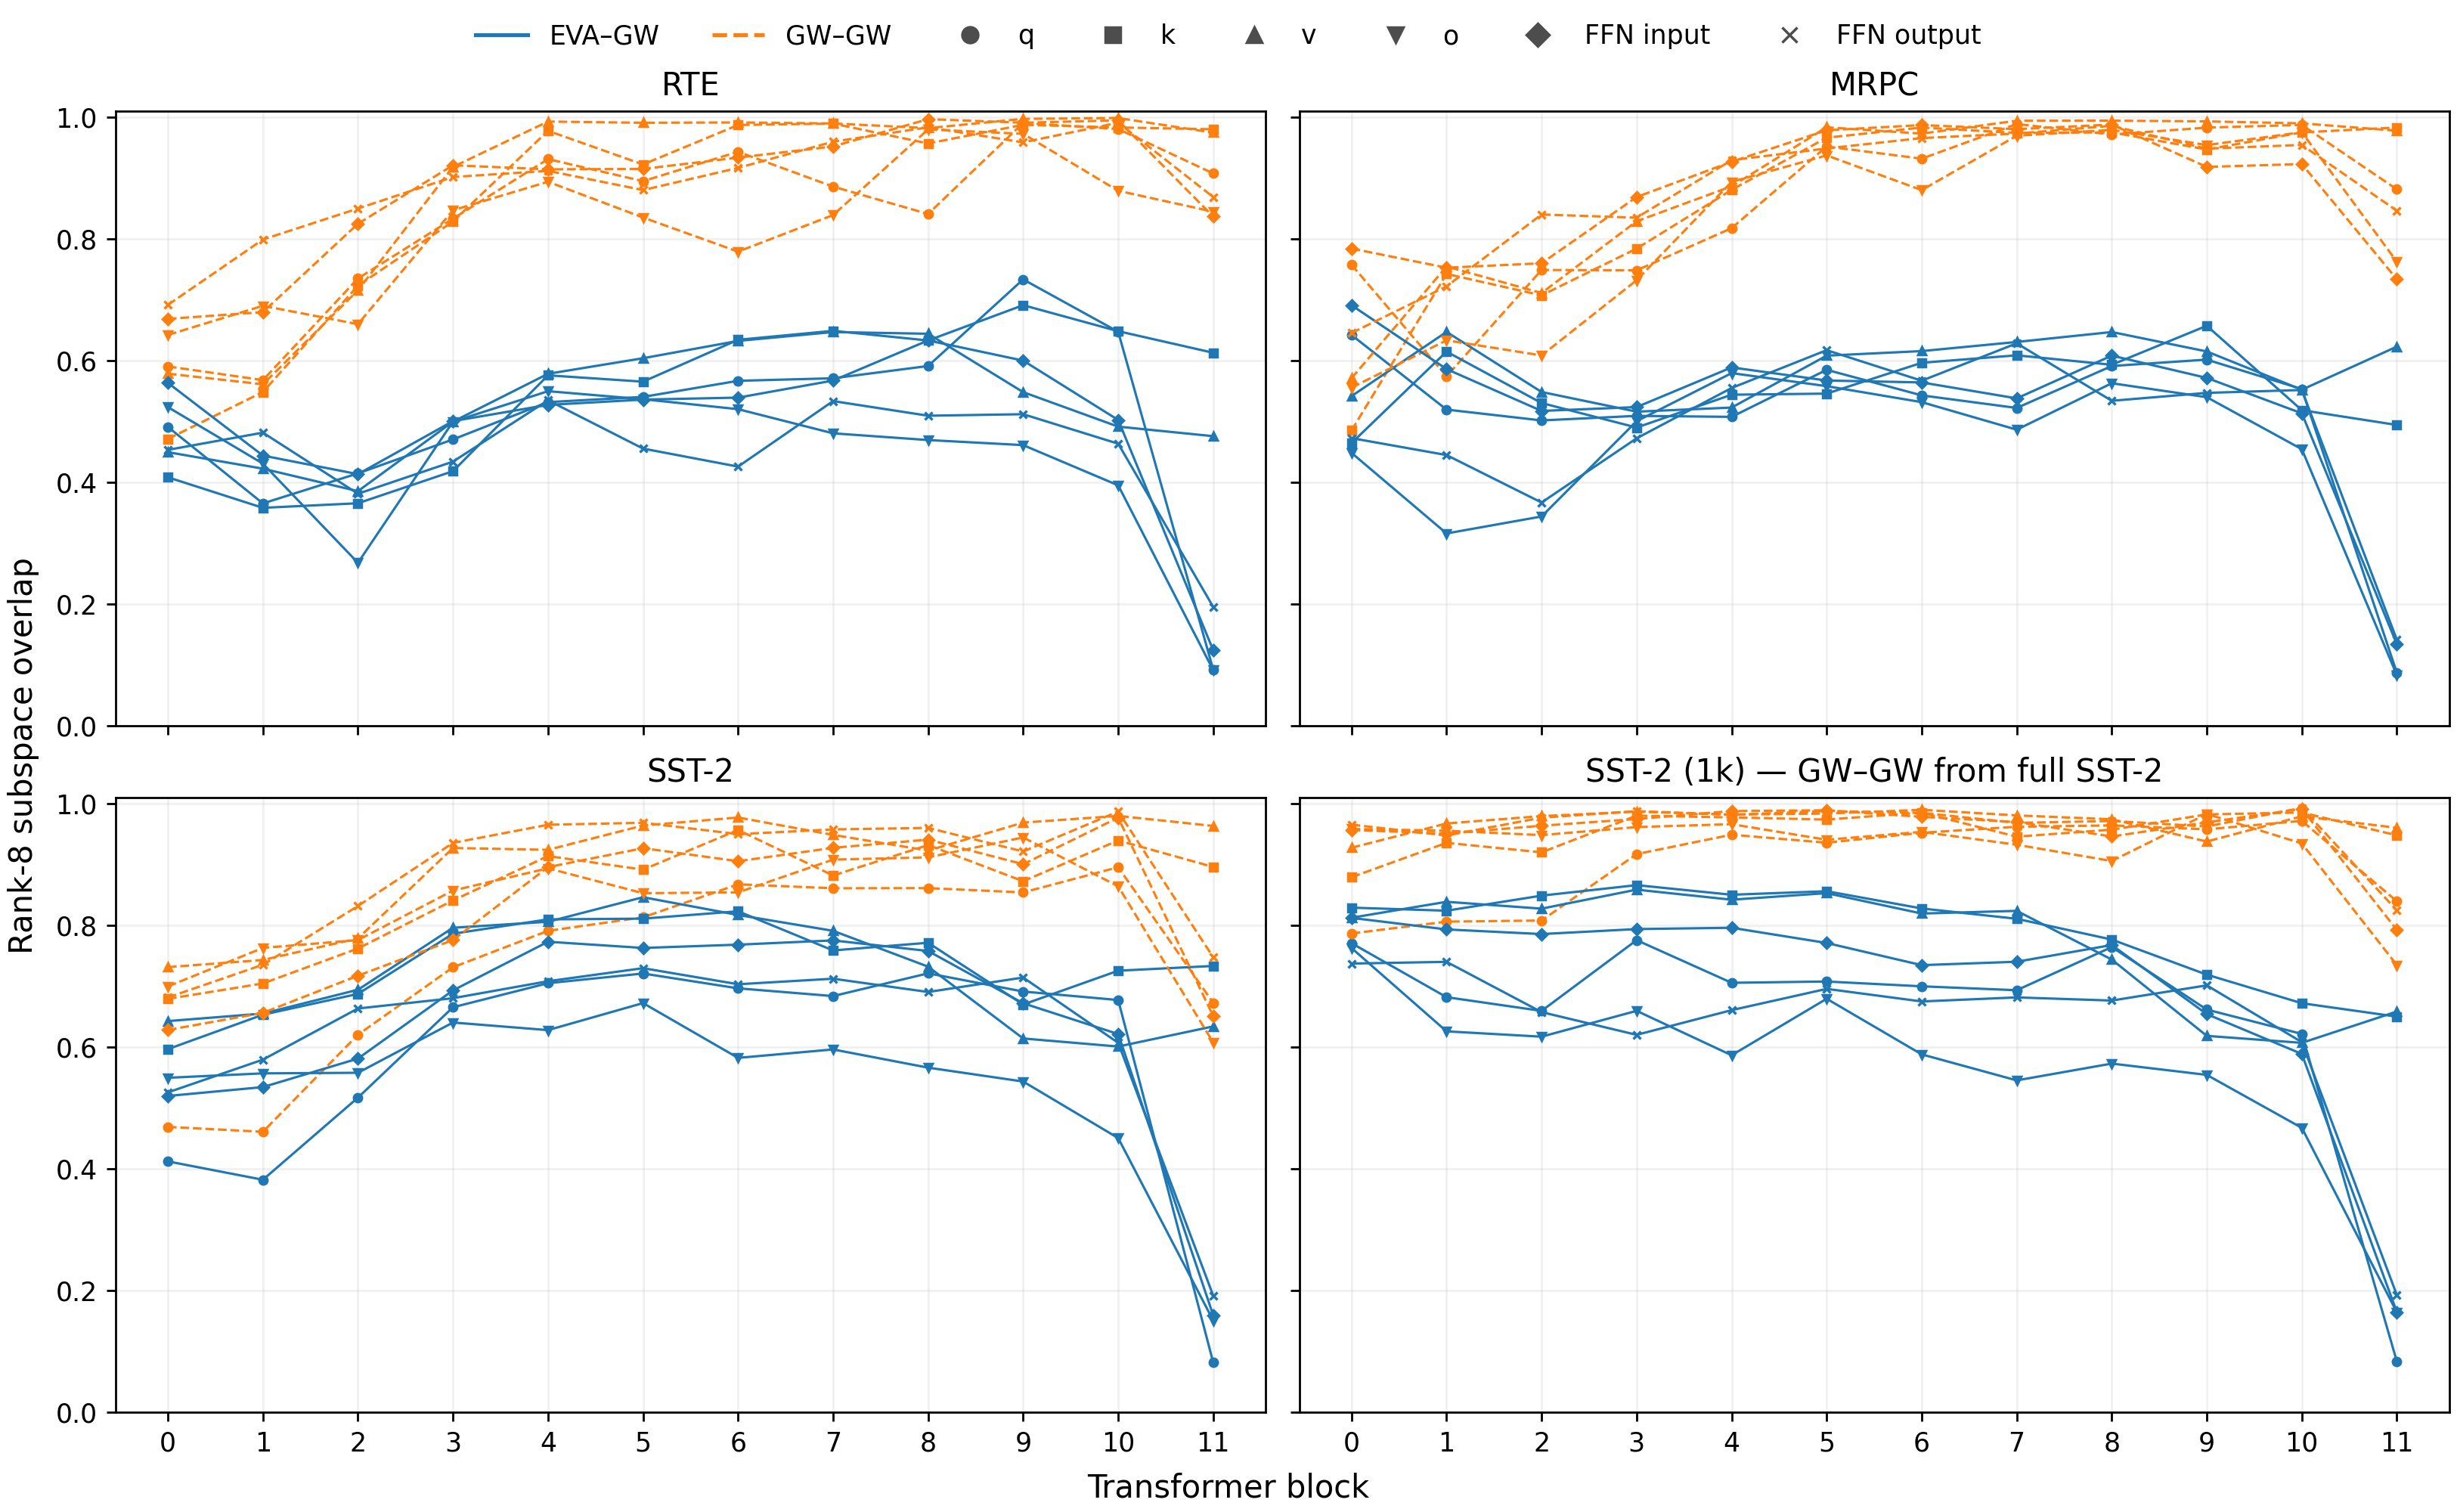 EVA–GW GW–GW q k v o FFN input FFN output
RTE
MRPC
1.0
0.8
0.6
0.4
0.2
0.0
SST-2
SST-2 (1k) — GW–GW from full SST-2
1.0
0.8
0.6
0.4
0.2
0.0
Rank-8 subspace overlap
0 1 2 3 4 5 6 7 8 9 10 11
0 1 2 3 4 5 6 7 8 9 10 11
Transformer block